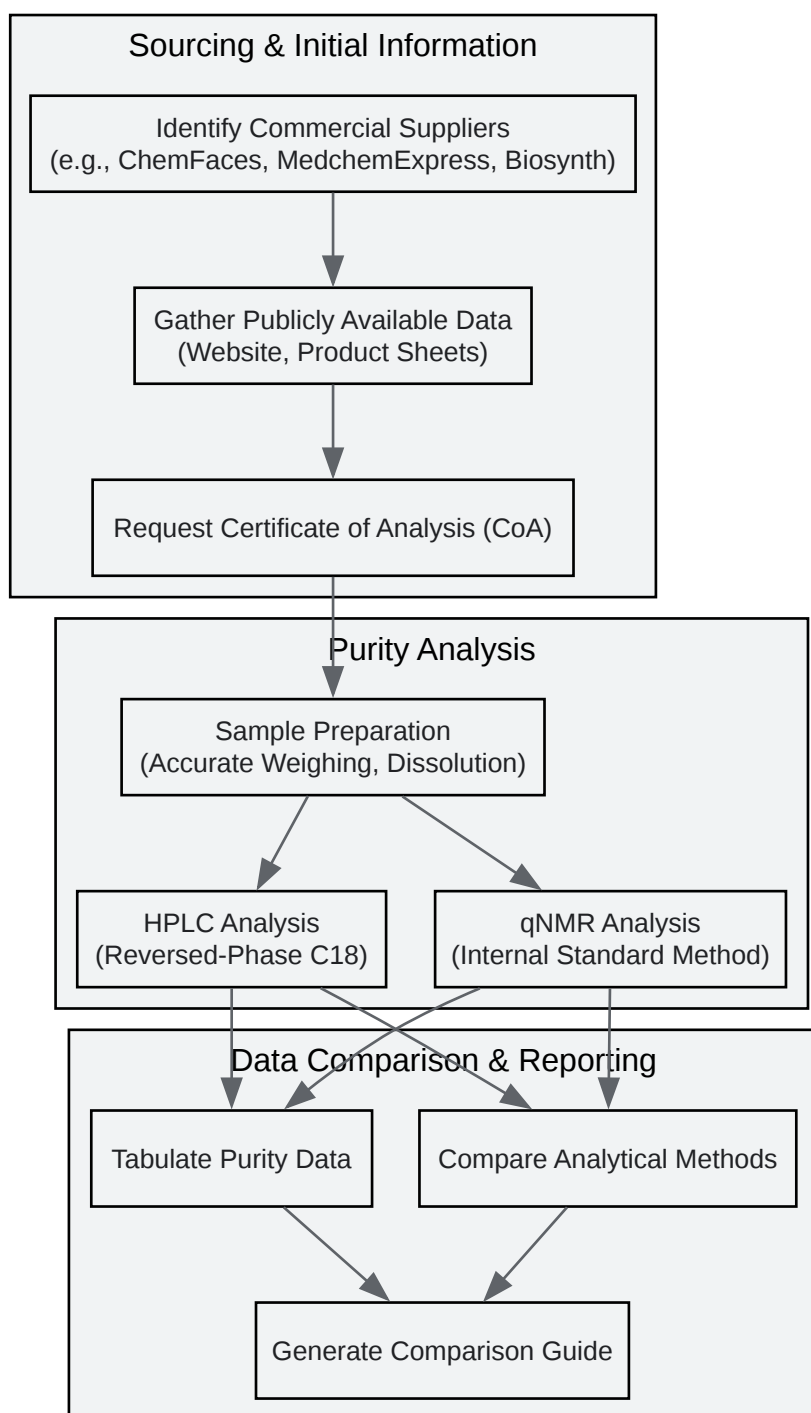 Sourcing & Initial Information
Identify Commercial Suppliers
(e.g., ChemFaces, MedchemExpress, Biosynth)
Gather Publicly Available Data
(Website, Product Sheets)
Request Certificate of Analysis (CoA)
Purity Analysis
Sample Preparation
(Accurate Weighing, Dissolution)
HPLC Analysis
(Reversed-Phase C18)
qNMR Analysis
(Internal Standard Method)
Data Comparison & Reporting
Tabulate Purity Data
Compare Analytical Methods
Generate Comparison Guide